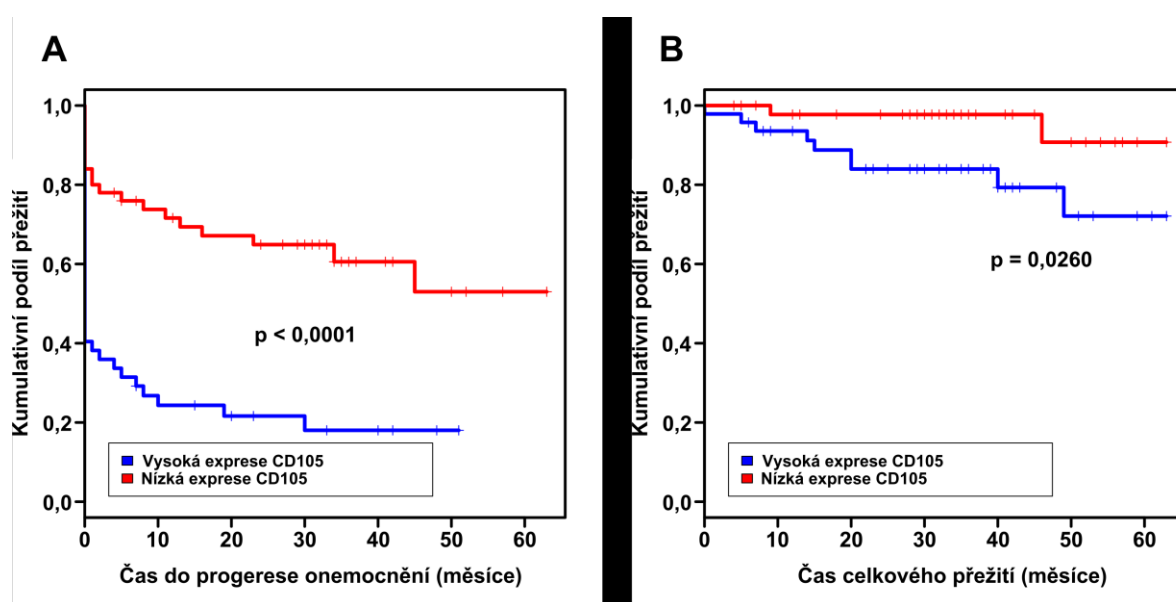 A
Kumulativní podíl přežití
1,0
0,8
0,6
0,4
0,2
0,0
p < 0,0001
Vysoká exprese CD105
Nízká exprese CD105
0 10 20 30 40 50 60
Čas do progerese onemocnění (měsíce)
B
Kumulativní podíl přežití
1,0
0,8
0,6
0,4
0,2
0,0
p = 0,0260
Vysoká exprese CD105
Nízká exprese CD105
0 10 20 30 40 50 60
Čas celkového přežití (měsíce)